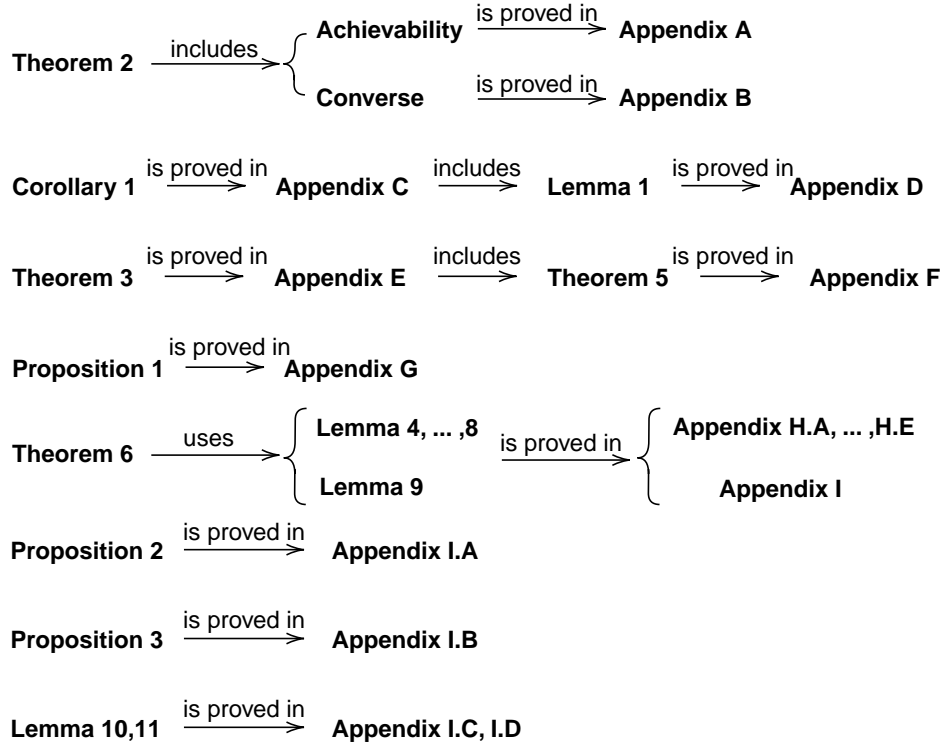 Achievability is proved in Appendix A
Theorem 2 includes
Converse is proved in Appendix B
Corollary 1 is proved in Appendix C includes Lemma 1 is proved in Appendix D
Theorem 3 is proved in Appendix E includes Theorem 5 is proved in Appendix F
Proposition 1 is proved in Appendix G
Lemma 4, ... ,8 Appendix H.A, ... ,H.E
Theorem 6 uses is proved in
Lemma 9 Appendix I
Proposition 2 is proved in Appendix I.A
Proposition 3 is proved in Appendix I.B
Lemma 10,11 is proved in Appendix I.C, I.D